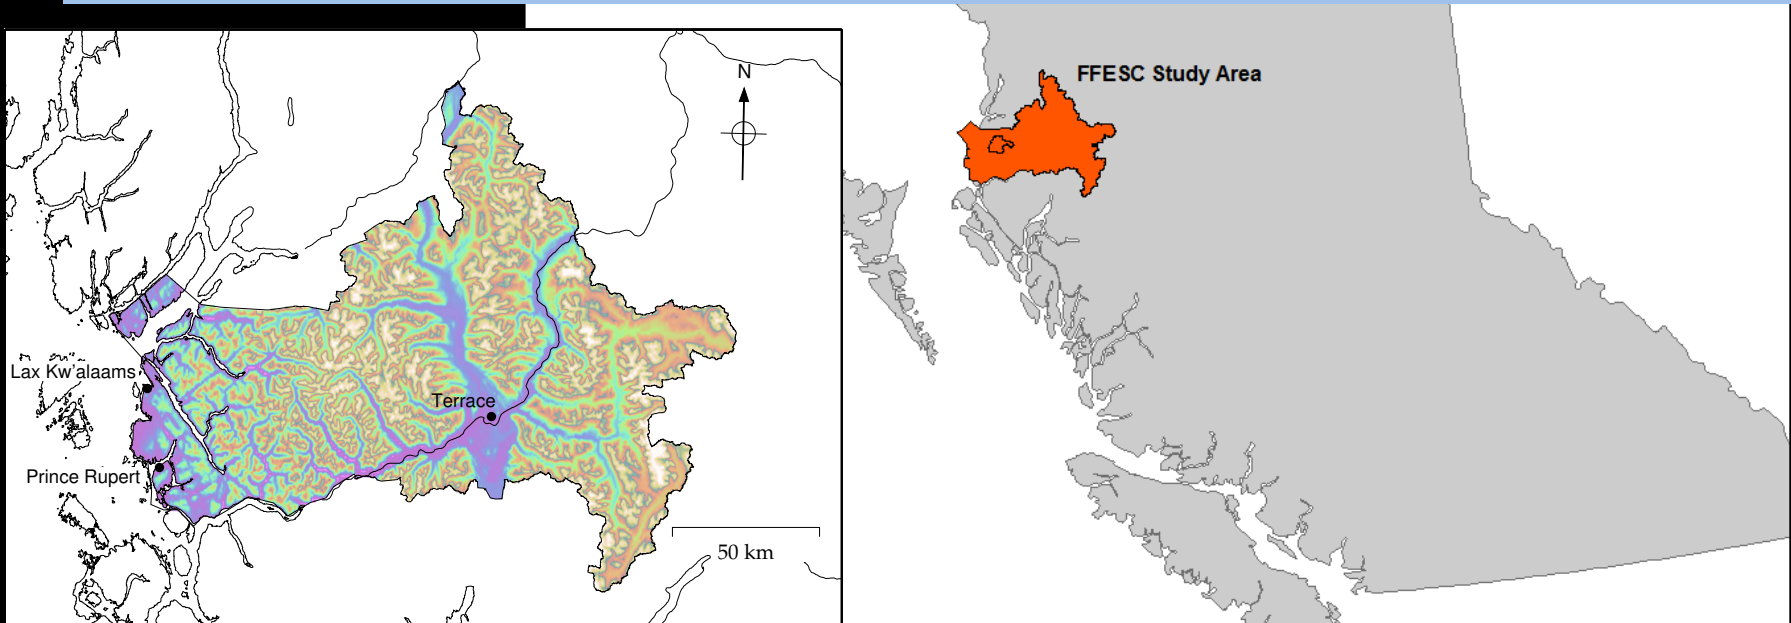 N
FFESC Study Area
Lax Kw'alaams
Terrace
Prince Rupert
50 km